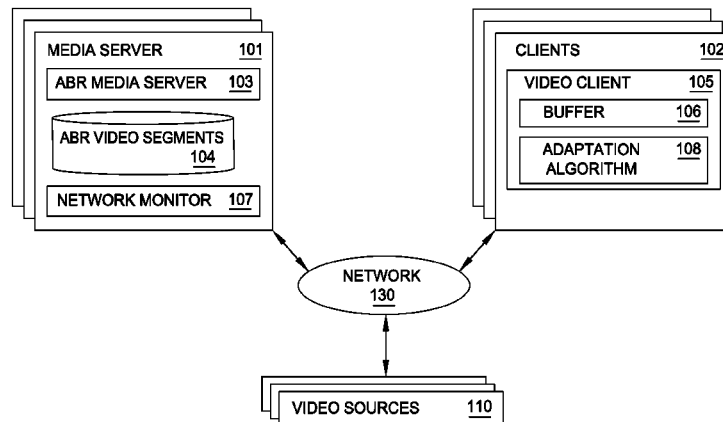 MEDIA SERVER 101
ABR MEDIA SERVER 103
ABR VIDEO SEGMENTS
104
NETWORK MONITOR 107
CLIENTS 102
VIDEO CLIENT 105
BUFFER 106
ADAPTATION 108
ALGORITHM
NETWORK
130
VIDEO SOURCES 110